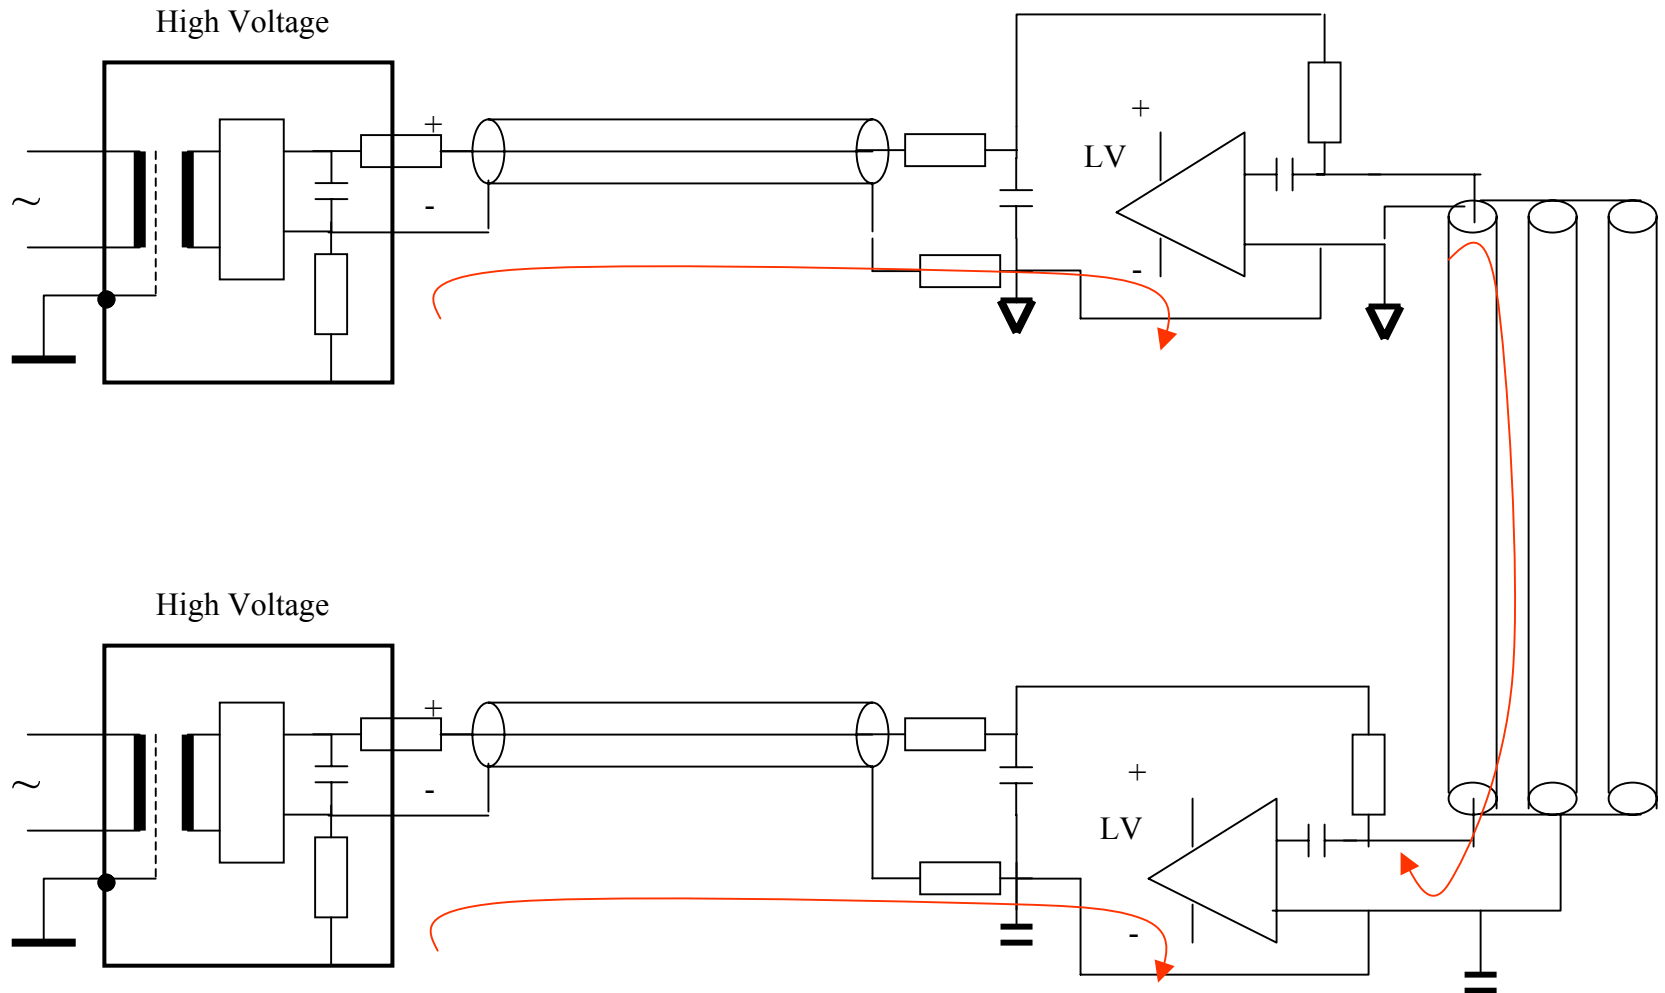 High Voltage
+
-
~
+
LV
-
High Voltage
+
-
~
+
LV
-